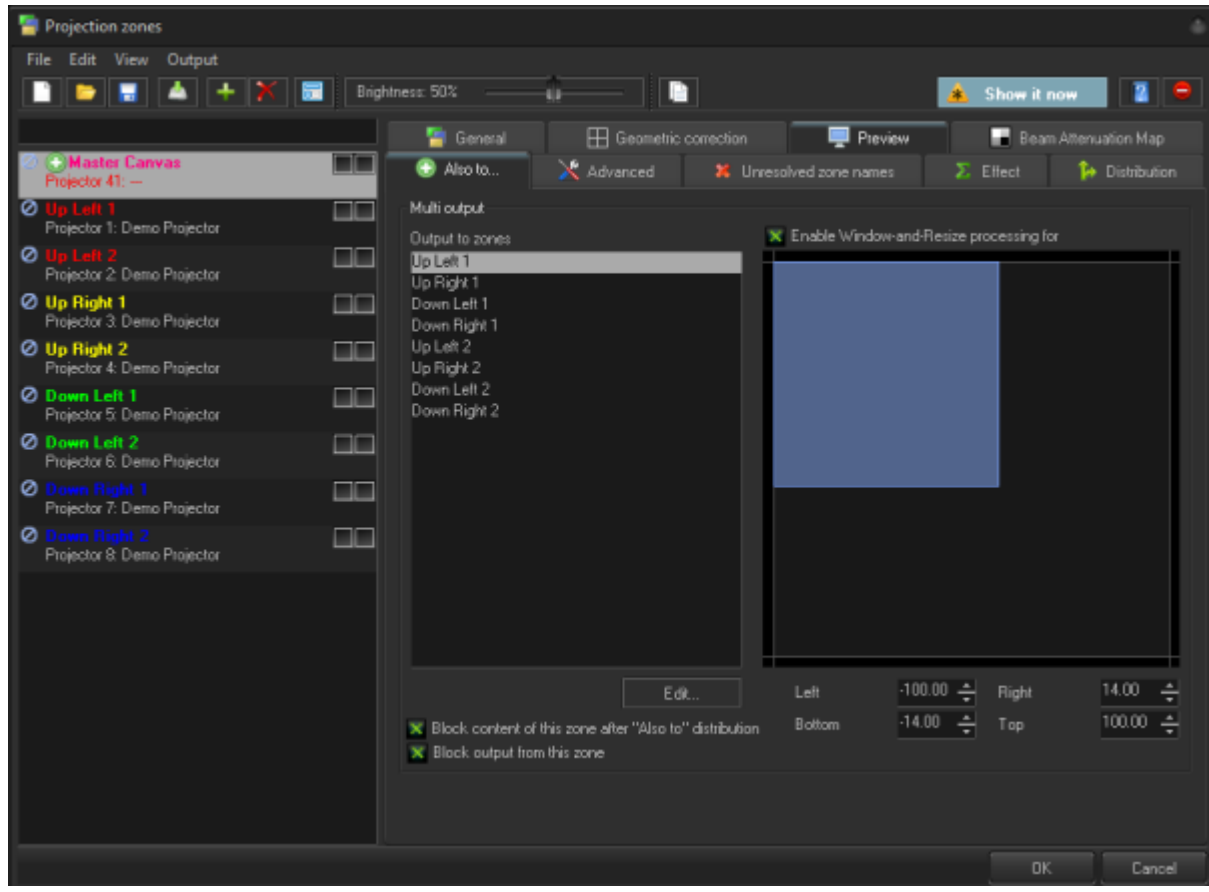 Projection zones
File Edit View Output
Brightness: 50%
Show it now
General Geometric correction Preview Beam Attenuation Map
Also to... Advanced Unresolved zone names Effect Distribution
Master Canvas
Projector 41: ---
Up Left 1
Projector 1: Demo Projector
Up Left 2
Projector 2: Demo Projector
Up Right 1
Projector 3: Demo Projector
Up Right 2
Projector 4: Demo Projector
Down Left 1
Projector 5: Demo Projector
Down Left 2
Projector 6: Demo Projector
Down Right 1
Projector 7: Demo Projector
Down Right 2
Projector 8: Demo Projector
Multi output
Output to zones
Up Left 1
Up Right 1
Down Left 1
Down Right 1
Up Left 2
Up Right 2
Down Left 2
Down Right 2
Edit...
Block content of this zone after "Also to" distribution
Block output from this zone
Enable Window-and-Resize processing for
Left -100.00 Right 14.00
Bottom -14.00 Top 100.00
OK Cancel